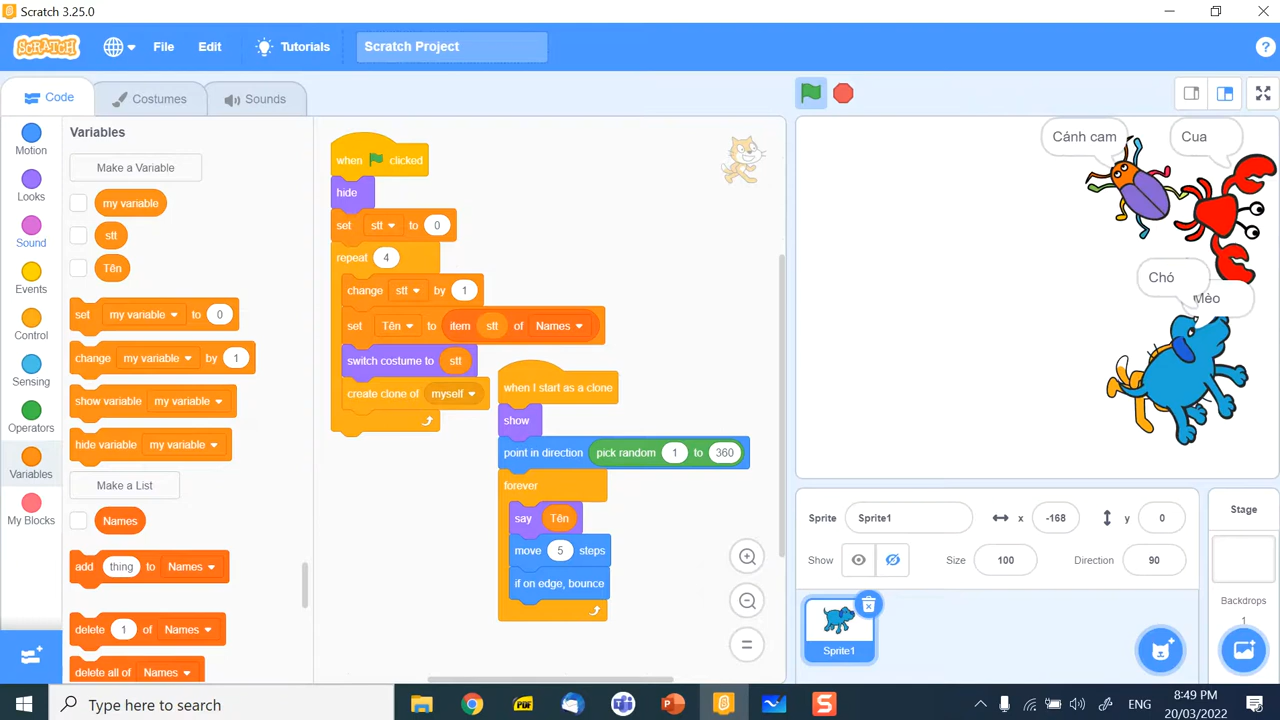 Scratch 3.25.0
SCRATCH
File
Edit
Tutorials
Scratch Project
Code
Costumes
Sounds
Motion
Looks
Sound
Events
Control
Sensing
Operators
Variables
My Blocks
Variables
Make a Variable
my variable
stt
Tên
set my variable to 0
change my variable by 1
show variable my variable
hide variable my variable
Make a List
Names
add thing to Names
delete 1 of Names
delete all of Names
when clicked
hide
set stt to 0
repeat 4
change stt by 1
set Tên to item stt of Names
switch costume to stt
create clone of myself
when I start as a clone
show
point in direction pick random 1 to 360
forever
say Tên
move 5 steps
if on edge, bounce
Cánh cam
Cua
Chó
Mèo
Sprite
Sprite1
x
-168
y
0
Show
Size
100
Direction
90
Sprite1
Stage
Backdrops
1
Type here to search
PDF
ENG
8:49 PM
20/03/2022